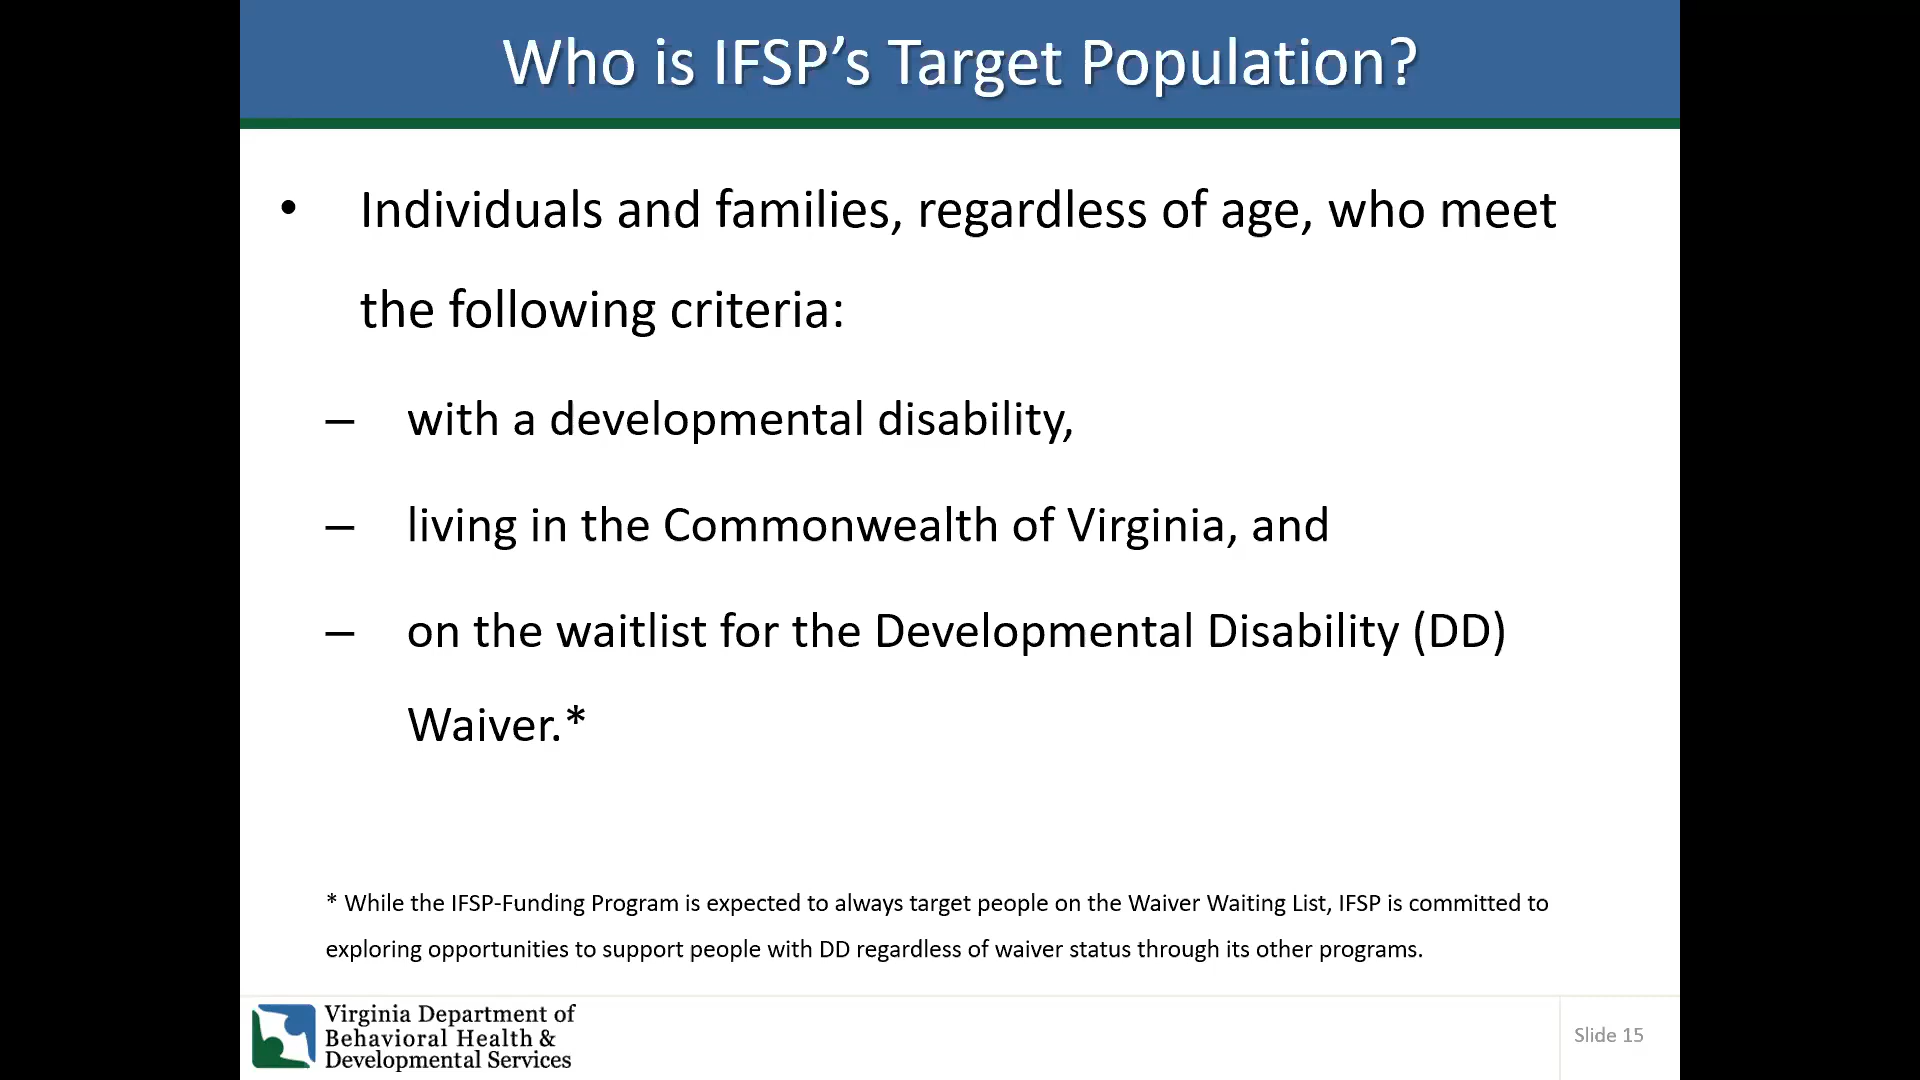 Who is IFSP’s Target Population?
• Individuals and families, regardless of age, who meet
the following criteria:
– with a developmental disability,
– living in the Commonwealth of Virginia, and
– on the waitlist for the Developmental Disability (DD)
Waiver.*
* While the IFSP-Funding Program is expected to always target people on the Waiver Waiting List, IFSP is committed to
exploring opportunities to support people with DD regardless of waiver status through its other programs.
Virginia Department of
Behavioral Health &
Developmental Services
Slide 15